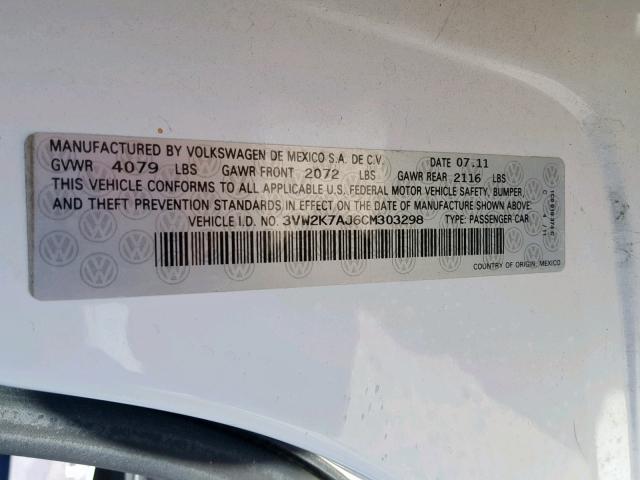 MANUFACTURED BY VOLKSWAGEN DE MEXICO S.A. DE C.V. DATE 07.11
GVWR 4079 LBS GAWR FRONT 2072 LBS GAWR REAR 2116 LBS
THIS VEHICLE CONFORMS TO ALL APPLICABLE U.S. FEDERAL MOTOR VEHICLE SAFETY, BUMPER,
AND THEFT PREVENTION STANDARDS IN EFFECT ON THE DATE OF MANUFACTURE SHOWN ABOVE:
VEHICLE I.D. NO. 3VW2K7AJ6CM303298 TYPE: PASSENGER CAR
COUNTRY OF ORIGIN: MEXICO